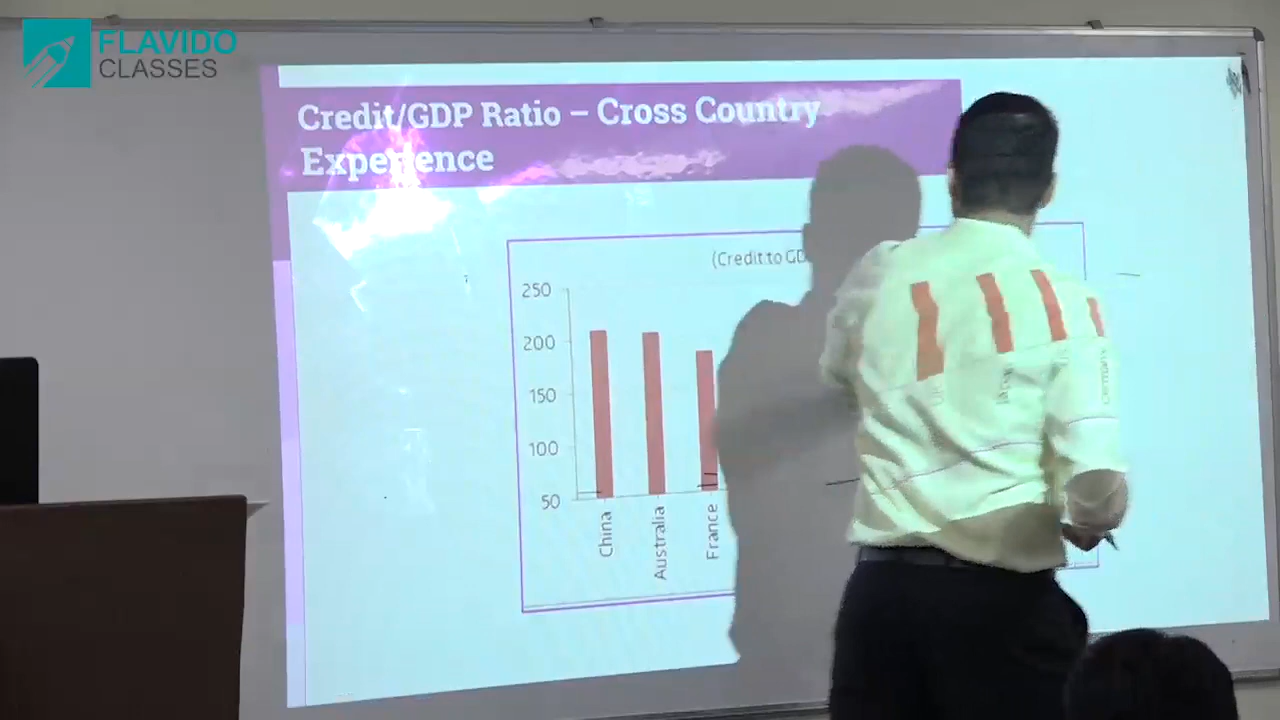 FLAVIDO
CLASSES
Credit/GDP Ratio – Cross Country
Experience
(Credit to GD
250
200
150
100
50
China
Australia
France
Germany